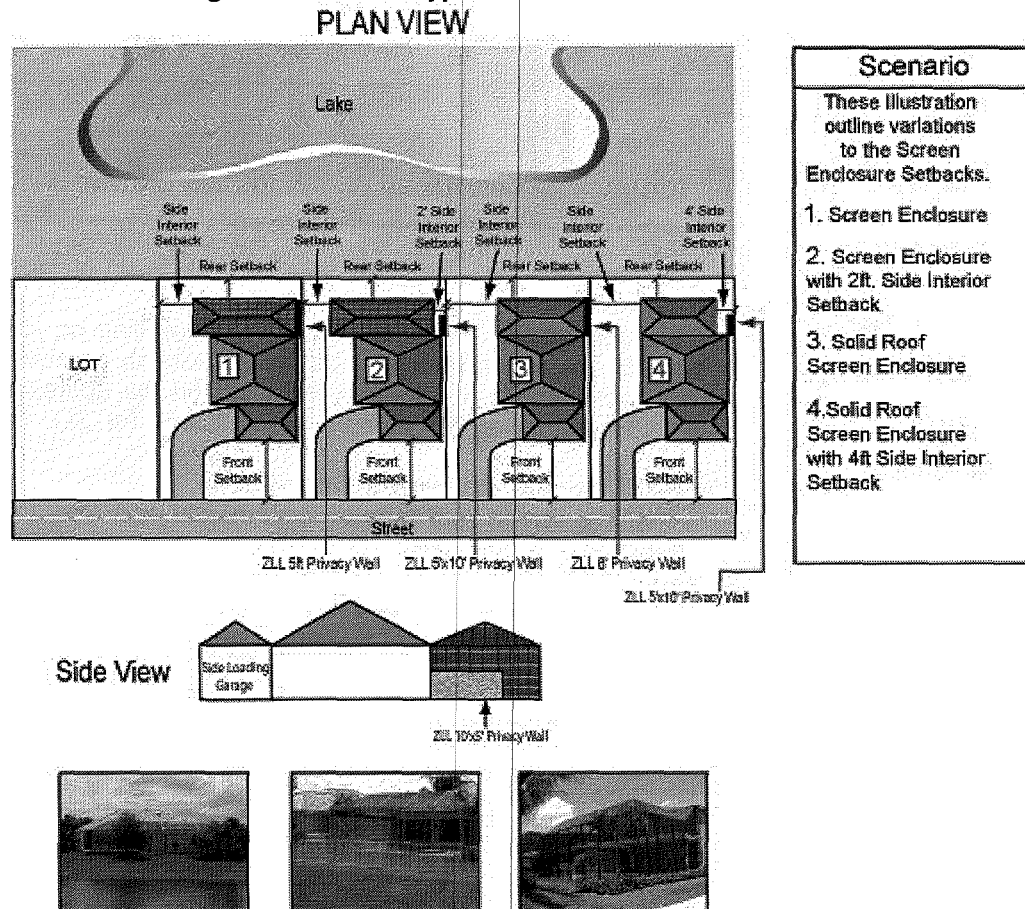 PLAN VIEW
Lake
Side
Interior
Setback
Side
Interior
Setback
2' Side
Interior
Setback
Side
Interior
Setback
Side
Interior
Setback
4' Side
Interior
Setback
Rear Setback
Rear Setback
Rear Setback
Rear Setback
LOT
1
2
3
4
Front
Setback
Front
Setback
Front
Setback
Front
Setback
Street
ZLL 5ft Privacy Wall
ZLL 5'x10' Privacy Wall
ZLL 8' Privacy Wall
ZLL 5'x10' Privacy Wall
Scenario
These Illustration
outline variations
to the Screen
Enclosure Setbacks.
1. Screen Enclosure
2. Screen Enclosure
with 2ft. Side Interior
Setback
3. Solid Roof
Screen Enclosure
4.Solid Roof
Screen Enclosure
with 4ft Side Interior
Setback
Side View
Side Loading
Garage
ZLL 10'x5' Privacy Wall